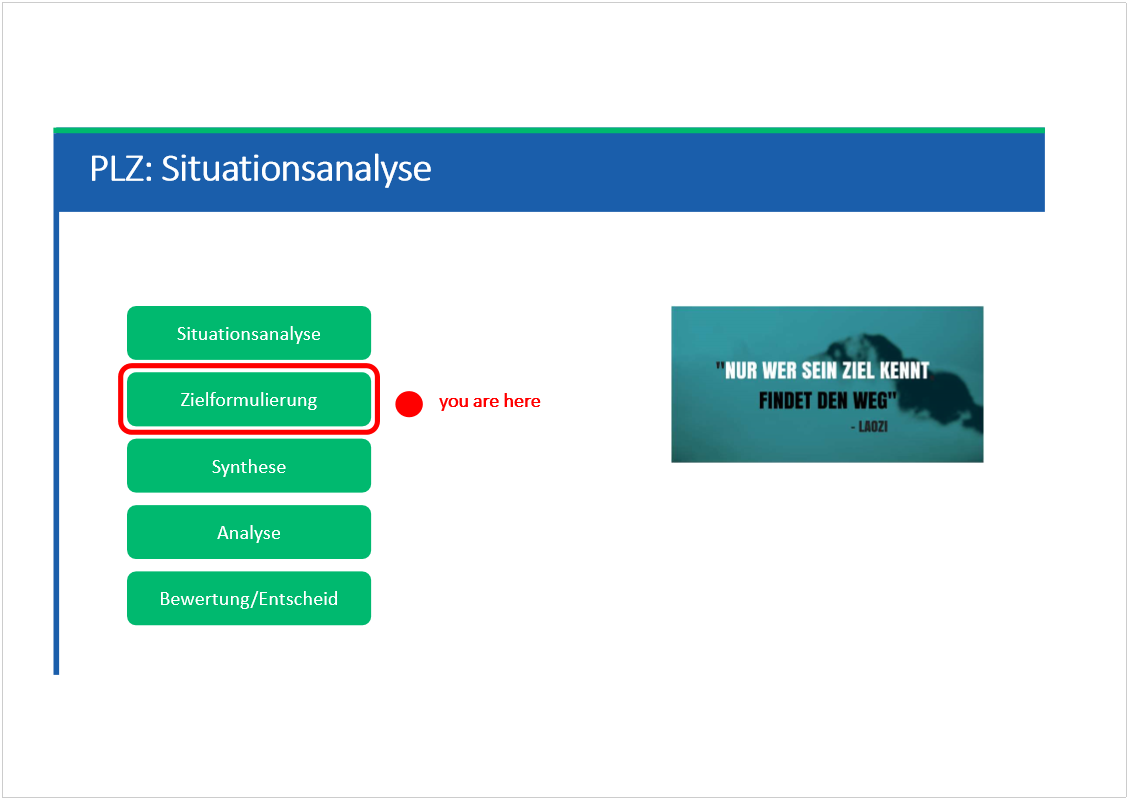 PLZ: Situationsanalyse
Situationsanalyse
Zielformulierung
you are here
Synthese
Analyse
Bewertung/Entscheid
"NUR WER SEIN ZIEL KENNT
FINDET DEN WEG"
- LAOZI